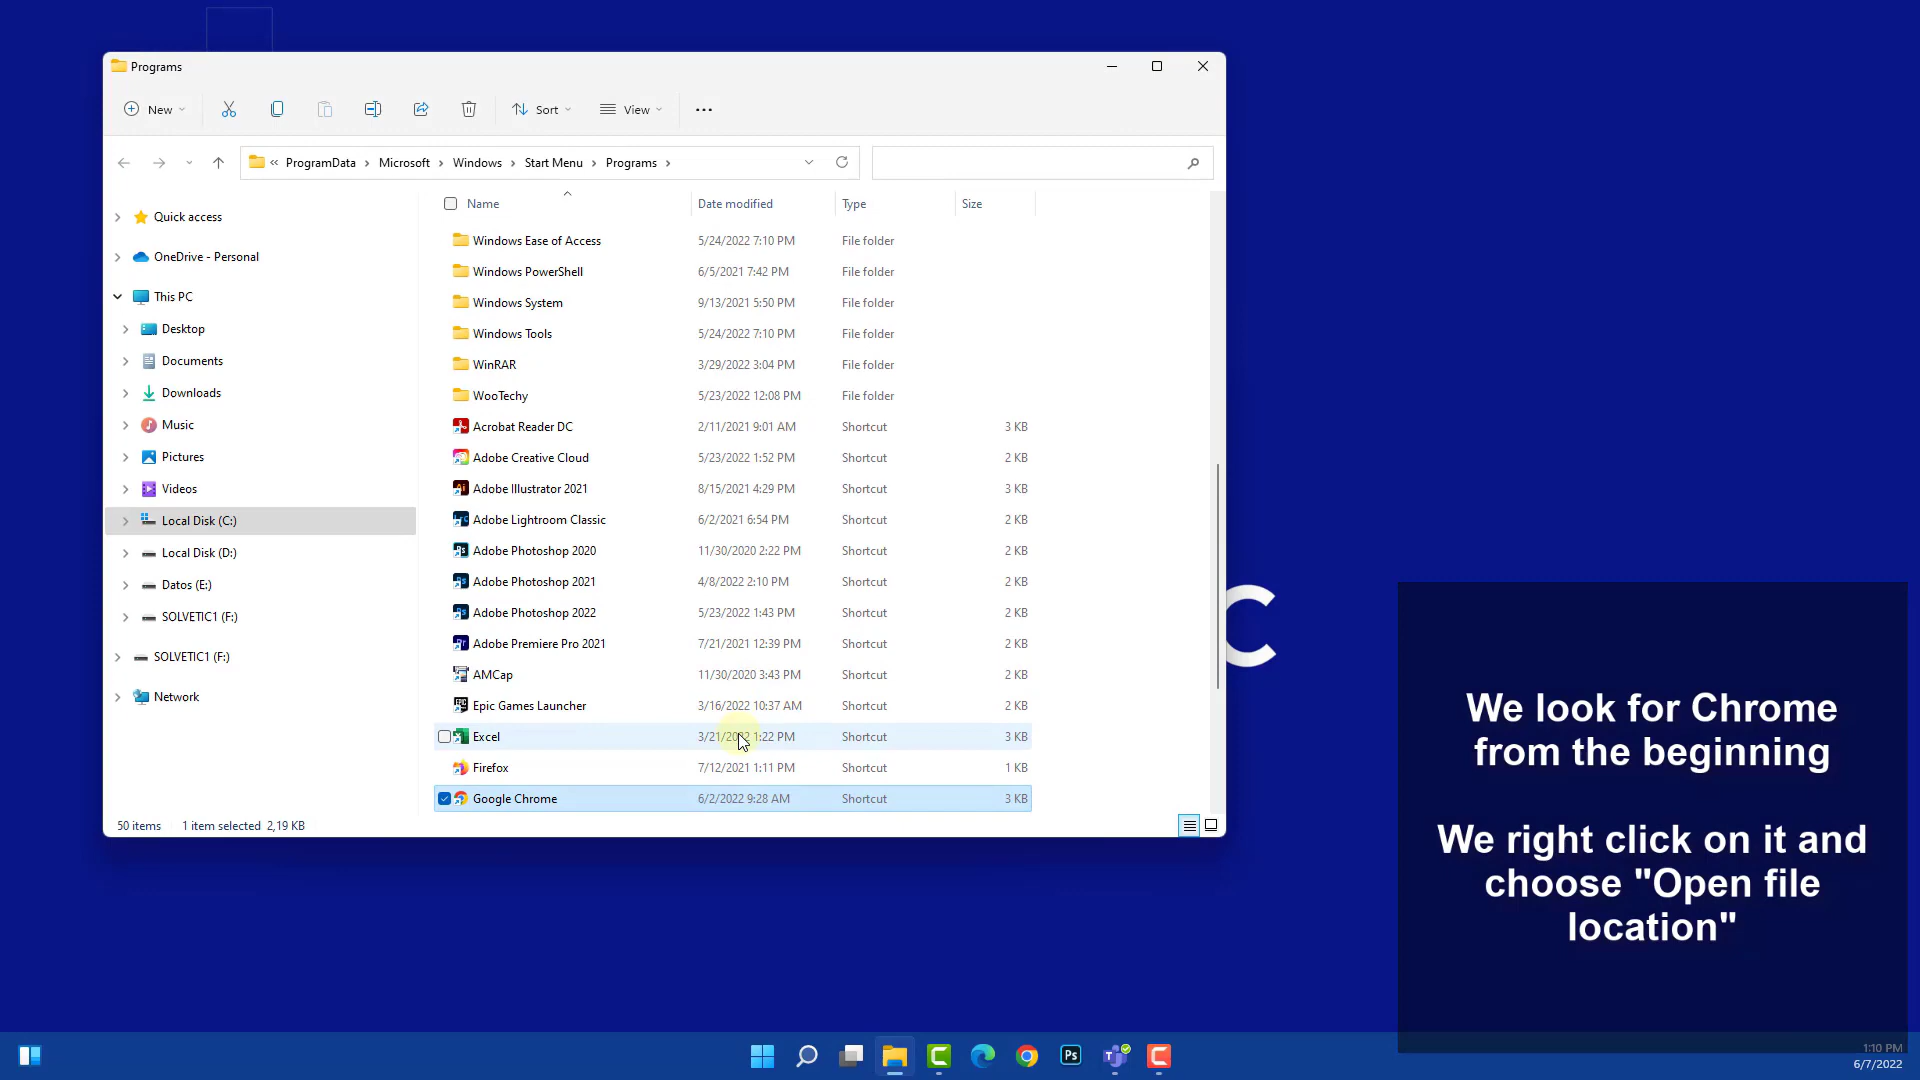 Programs
New
Sort
View
« ProgramData › Microsoft › Windows › Start Menu › Programs ›
Name Date modified Type Size
Quick access
OneDrive - Personal
This PC
Desktop
Documents
Downloads
Music
Pictures
Videos
Local Disk (C:)
Local Disk (D:)
Datos (E:)
SOLVETIC1 (F:)
SOLVETIC1 (F:)
Network
Windows Ease of Access 5/24/2022 7:10 PM File folder
Windows PowerShell 6/5/2021 7:42 PM File folder
Windows System 9/13/2021 5:50 PM File folder
Windows Tools 5/24/2022 7:10 PM File folder
WinRAR 3/29/2022 3:04 PM File folder
WooTechy 5/23/2022 12:08 PM File folder
Acrobat Reader DC 2/11/2021 9:01 AM Shortcut 3 KB
Adobe Creative Cloud 5/23/2022 1:52 PM Shortcut 2 KB
Adobe Illustrator 2021 8/15/2021 4:29 PM Shortcut 3 KB
Adobe Lightroom Classic 6/2/2021 6:54 PM Shortcut 2 KB
Adobe Photoshop 2020 11/30/2020 2:22 PM Shortcut 2 KB
Adobe Photoshop 2021 4/8/2022 2:10 PM Shortcut 2 KB
Adobe Photoshop 2022 5/23/2022 1:43 PM Shortcut 2 KB
Adobe Premiere Pro 2021 7/21/2021 12:39 PM Shortcut 2 KB
AMCap 11/30/2020 3:43 PM Shortcut 2 KB
Epic Games Launcher 3/16/2022 10:37 AM Shortcut 2 KB
Excel 3/21/2022 1:22 PM Shortcut 3 KB
Firefox 7/12/2021 1:11 PM Shortcut 1 KB
Google Chrome 6/2/2022 9:28 AM Shortcut 3 KB
50 items 1 item selected 2,19 KB
C
We look for Chrome
from the beginning
We right click on it and
choose "Open file
location"
Ps
1:10 PM
6/7/2022